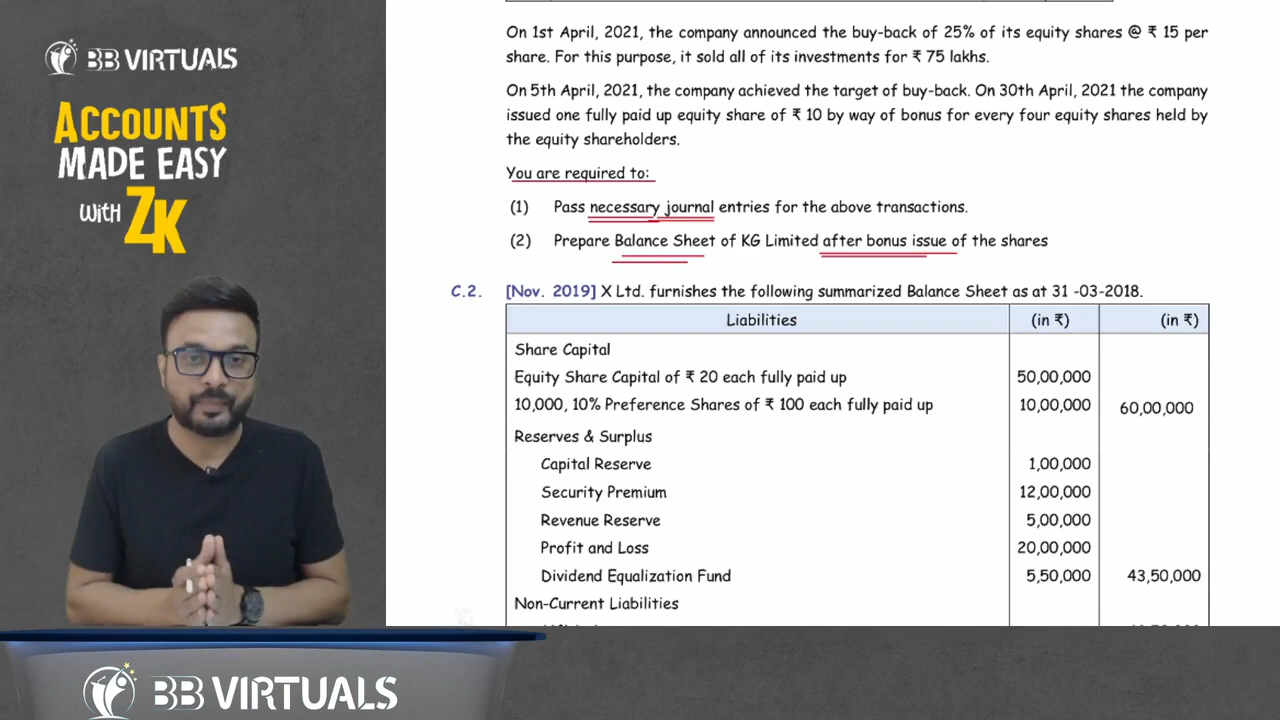 BB VIRTUALS
ACCOUNTS
MADE EASY
with ZK
On 1st April, 2021, the company announced the buy-back of 25% of its equity shares @ ₹ 15 per
share. For this purpose, it sold all of its investments for ₹ 75 lakhs.
On 5th April, 2021, the company achieved the target of buy-back. On 30th April, 2021 the company
issued one fully paid up equity share of ₹ 10 by way of bonus for every four equity shares held by
the equity shareholders.
You are required to:
(1) Pass necessary journal entries for the above transactions.
(2) Prepare Balance Sheet of KG Limited after bonus issue of the shares
C.2. [Nov. 2019] X Ltd. furnishes the following summarized Balance Sheet as at 31 -03-2018.
Liabilities (in ₹) (in ₹)
Share Capital
Equity Share Capital of ₹ 20 each fully paid up 50,00,000
10,000, 10% Preference Shares of ₹ 100 each fully paid up 10,00,000 60,00,000
Reserves & Surplus
Capital Reserve 1,00,000
Security Premium 12,00,000
Revenue Reserve 5,00,000
Profit and Loss 20,00,000
Dividend Equalization Fund 5,50,000 43,50,000
Non-Current Liabilities
BB VIRTUALS